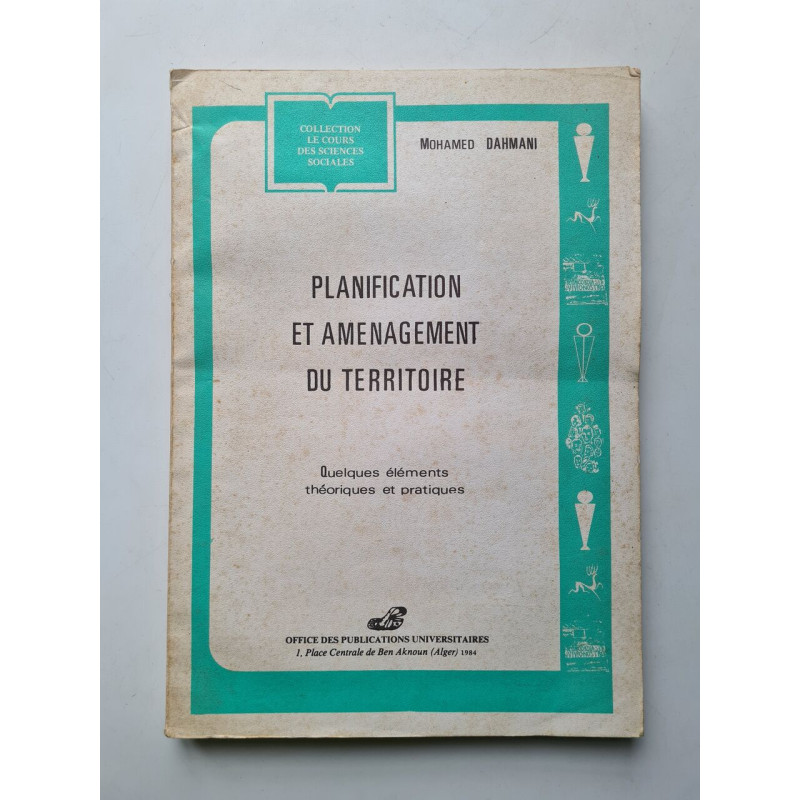 COLLECTION
LE COURS
DES SCIENCES
SOCIALES
MOHAMED DAHMANI
PLANIFICATION
ET AMENAGEMENT
DU TERRITOIRE
Quelques éléments
théoriques et pratiques
OFFICE DES PUBLICATIONS UNIVERSITAIRES
1, Place Centrale de Ben Aknoun (Alger) 1984